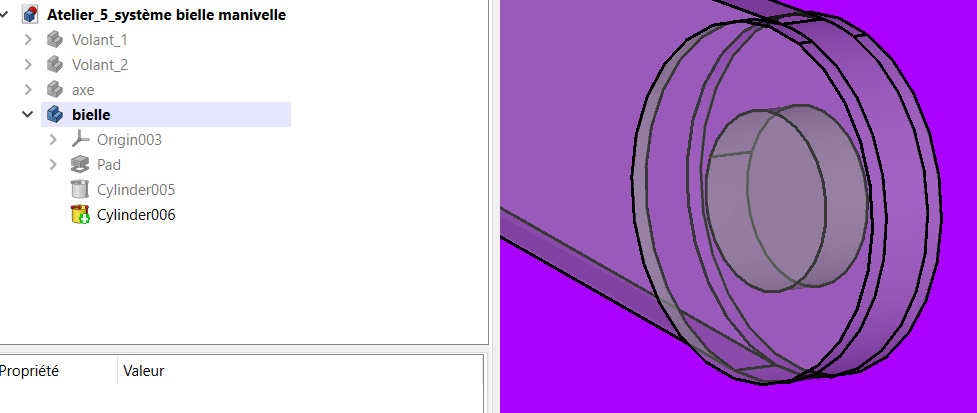 Atelier_5_système bielle manivelle
Volant_1
Volant_2
axe
bielle
Origin003
Pad
Cylinder005
Cylinder006
Propriété Valeur